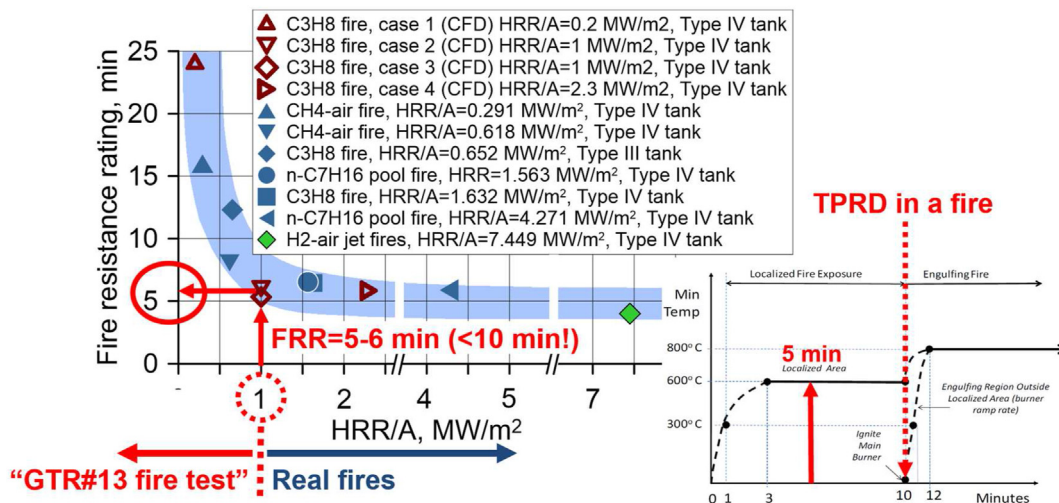 C3H8 fire, case 1 (CFD) HRR/A=0.2 MW/m2, Type IV tank
C3H8 fire, case 2 (CFD) HRR/A=1 MW/m2, Type IV tank
C3H8 fire, case 3 (CFD) HRR/A=1 MW/m2, Type IV tank
C3H8 fire, case 4 (CFD) HRR/A=2.3 MW/m2, Type IV tank
CH4-air fire, HRR/A=0.291 MW/m², Type IV tank
CH4-air fire, HRR/A=0.618 MW/m², Type IV tank
C3H8 fire, HRR/A=0.652 MW/m², Type III tank
n-C7H16 pool fire, HRR=1.563 MW/m², Type IV tank
C3H8 fire, HRR/A=1.632 MW/m², Type IV tank
n-C7H16 pool fire, HRR/A=4.271 MW/m², Type IV tank
H2-air jet fires, HRR/A=7.449 MW/m², Type IV tank
Fire resistance rating, min
25
20
15
10
5
0
FRR=5-6 min (<10 min!)
- 1 2 4 5 7
HRR/A, MW/m²
"GTR#13 fire test"
Real fires
TPRD in a fire
Localized Fire Exposure
Engulfing Fire
Min
Temp
800° C
600° C
300° C
5 min
Localized Area
Engulfing Region Outside
Localized Area (burner
ramp rate)
Ignite
Main
Burner
0 1 3 10 12 Minutes